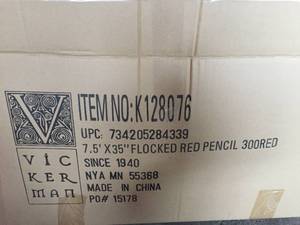 V
VIC
KER
MAN
ITEM NO:K128076
UPC: 734205284339
7.5' X35" FLOCKED RED PENCIL 300RED
SINCE 1940
NYA MN 55368
MADE IN CHINA
PO# 15178